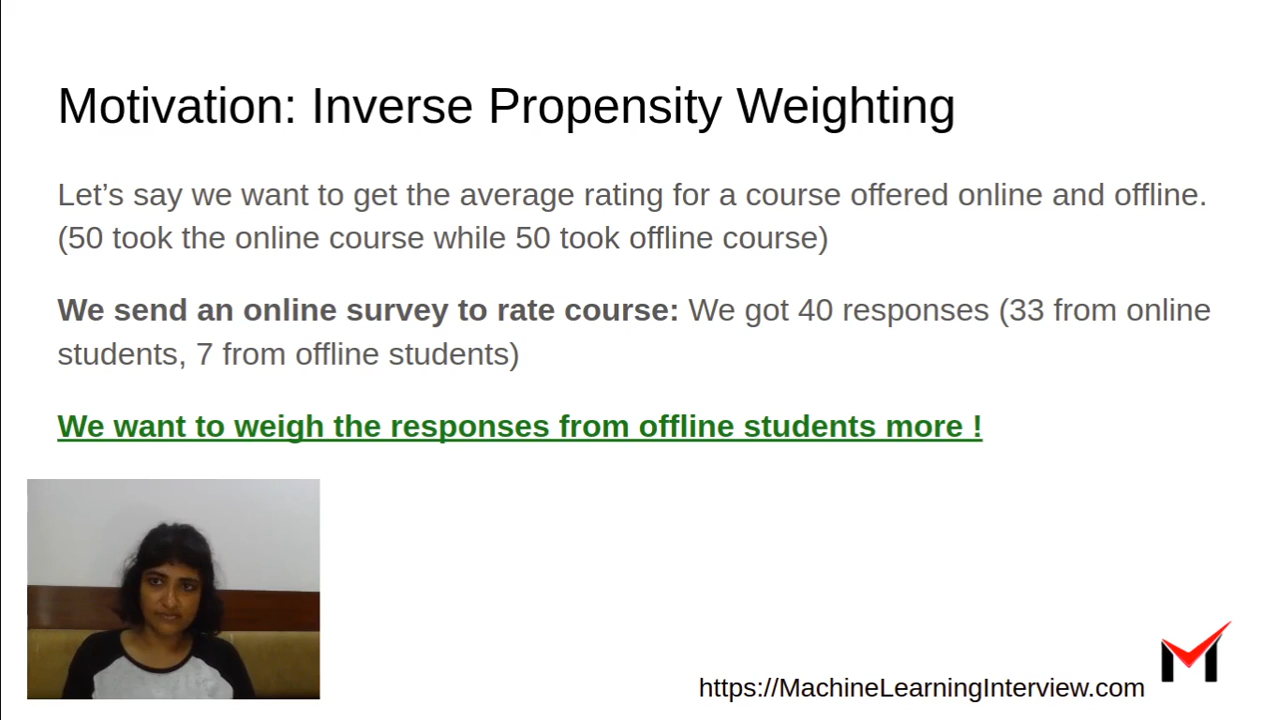 Motivation: Inverse Propensity Weighting
Let’s say we want to get the average rating for a course offered online and offline.
(50 took the online course while 50 took offline course)
We send an online survey to rate course: We got 40 responses (33 from online
students, 7 from offline students)
We want to weigh the responses from offline students more !
https://MachineLearningInterview.com